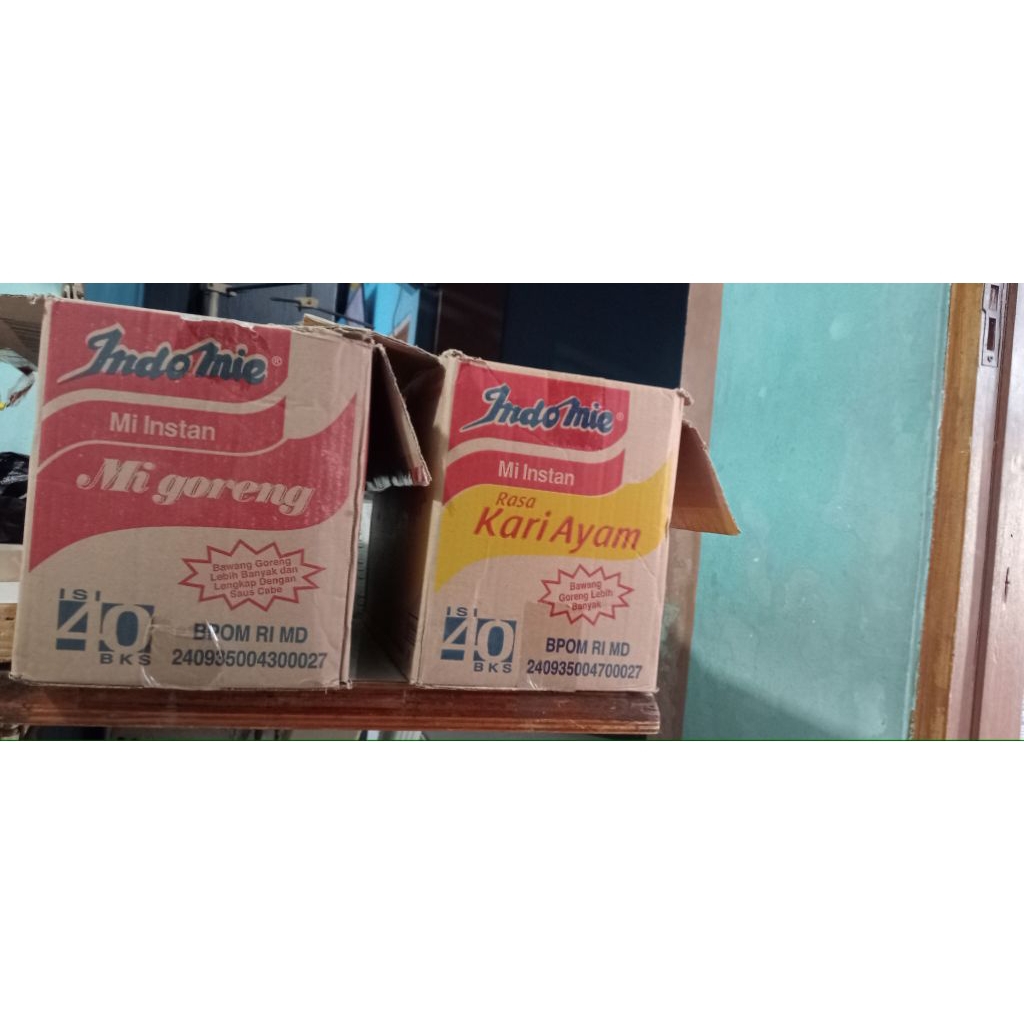 Indomie®
Mi Instan
Mi goreng
Bawang Goreng
Lebih Banyak dan
Lengkap Dengan
Saus Cabe
ISI
40
BKS
BPOM RI MD
240935004300027
Indomie®
Mi Instan
Rasa
Kari Ayam
Bawang
Goreng Lebih
Banyak
ISI
40
BKS
BPOM RI MD
240935004700027